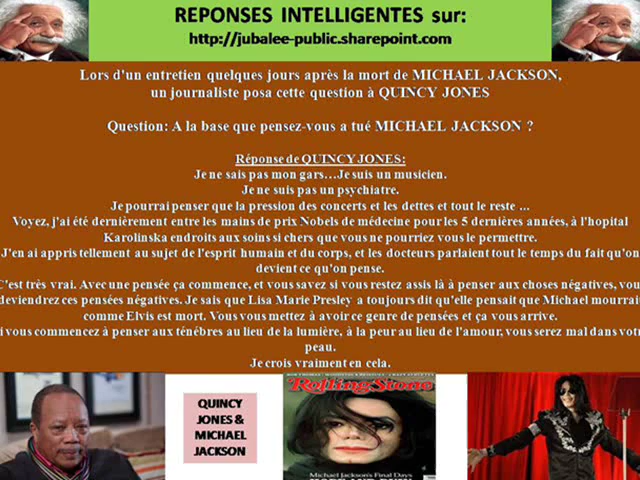 REPONSES INTELLIGENTES sur:
http://jubalee-public.sharepoint.com
Lors d'un entretien quelques jours après la mort de MICHAEL JACKSON,
un journaliste posa cette question à QUINCY JONES
Question: A la base que pensez-vous a tué MICHAEL JACKSON ?
Réponse de QUINCY JONES:
Je ne sais pas mon gars…Je suis un musicien.
Je ne suis pas un psychiatre.
Je pourrai penser que la pression des concerts et les dettes et tout le reste ...
Voyez, j'ai été dernièrement entre les mains de prix Nobels de médecine pour les 5 dernières années, à l'hopital
Karolinska endroits aux soins si chers que vous ne pourriez vous le permettre.
J'en ai appris tellement au sujet de l'esprit humain et du corps, et les docteurs parlaient tout le temps du fait qu'on
devient ce qu'on pense.
C'est très vrai. Avec une pensée ça commence, et vous savez si vous restez assis là à penser aux choses négatives, vou
deviendrez ces pensées négatives. Je sais que Lisa Marie Presley a toujours dit qu'elle pensait que Michael mourrai
comme Elvis est mort. Vous vous mettez à avoir ce genre de pensées et ça vous arrive.
i vous commencez à penser aux ténébres au lieu de la lumière, à la peur au lieu de l'amour, vous serez mal dans votr
peau.
Je crois vraiment en cela.
QUINCY
JONES &
MICHAEL
JACKSON
RollingStone
Michael Jackson's Final Days